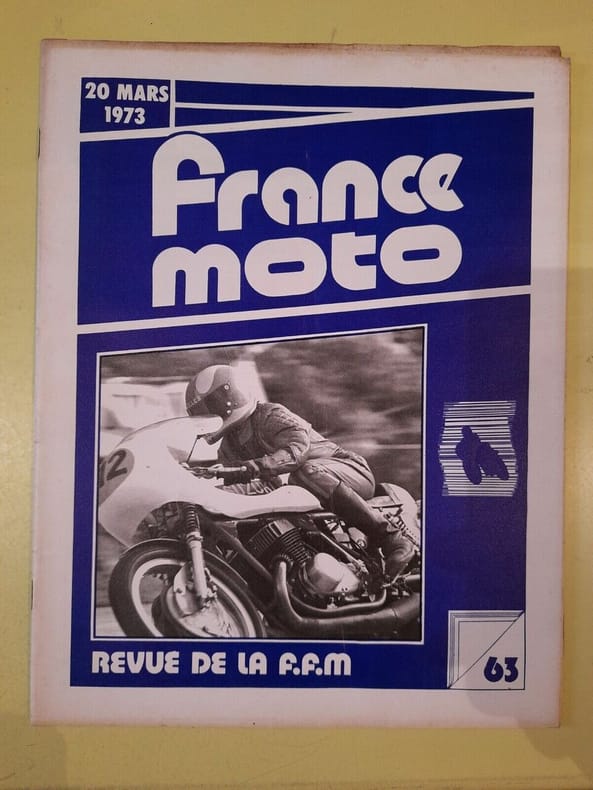 20 MARS
1973
france
moto
12
REVUE DE LA F.F.M
63